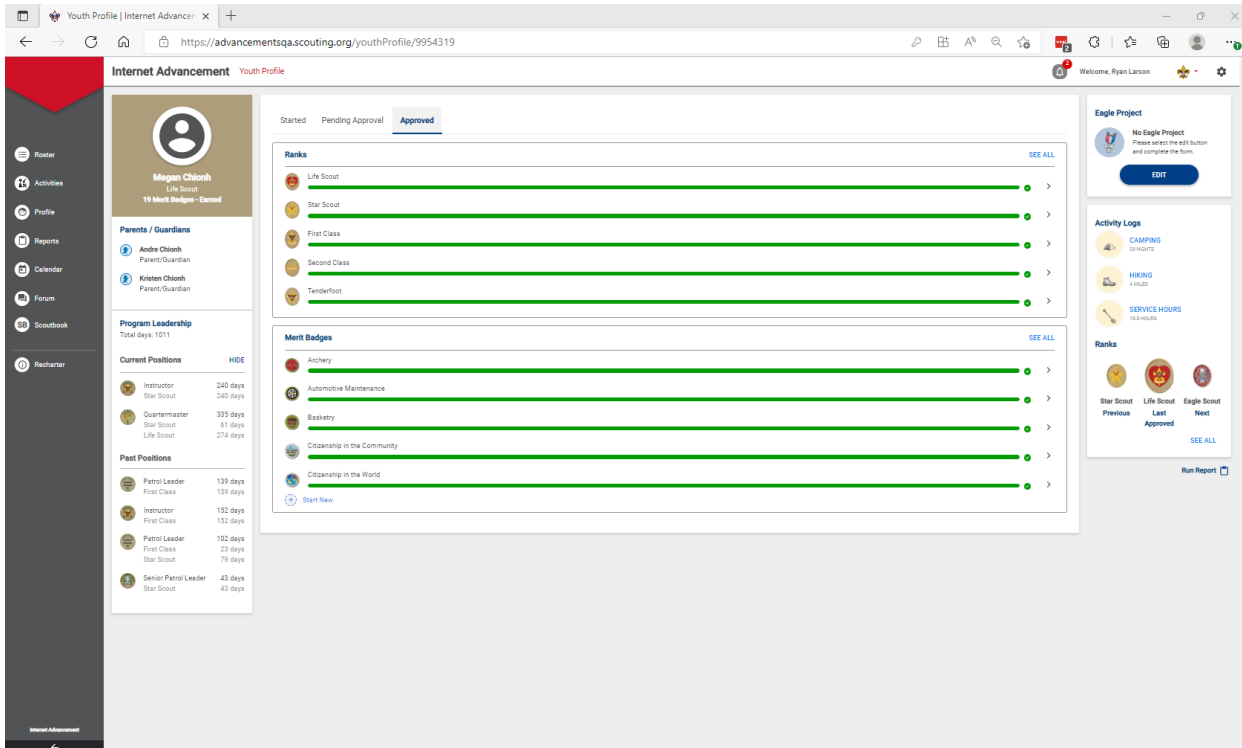 Youth Profile | Internet Advancer
https://advancementsqa.scouting.org/youthProfile/9954319
2
Internet Advancement Youth Profile
2
Welcome, Ryan Larson
Roster
Activities
Profile
Reports
Calendar
Forum
SB Scoutbook
Recharter
Internet Advancement
Megan Chionh
Life Scout
19 Merit Badges - Earned
Parents / Guardians
Andre Chionh
Parent/Guardian
Kristen Chionh
Parent/Guardian
Program Leadership
Total days: 1011
Current Positions HIDE
Instructor 240 days
Star Scout 240 days
Quartermaster 335 days
Star Scout 61 days
Life Scout 274 days
Past Positions
Patrol Leader 139 days
First Class 139 days
Instructor 152 days
First Class 152 days
Patrol Leader 102 days
First Class 23 days
Star Scout 79 days
Senior Patrol Leader 43 days
Star Scout 43 days
Started Pending Approval Approved
Ranks SEE ALL
Life Scout
Star Scout
First Class
Second Class
Tenderfoot
Merit Badges SEE ALL
Archery
Automotive Maintenance
Basketry
Citizenship in the Community
Citizenship in the World
Start New
Eagle Project
No Eagle Project
Please select the edit button
and complete the form.
EDIT
Activity Logs
CAMPING
NIGHTS
HIKING
4 MILES
SERVICE HOURS
HOURS
Ranks
Star Scout Life Scout Eagle Scout
Previous Last Next
Approved
SEE ALL
Run Report